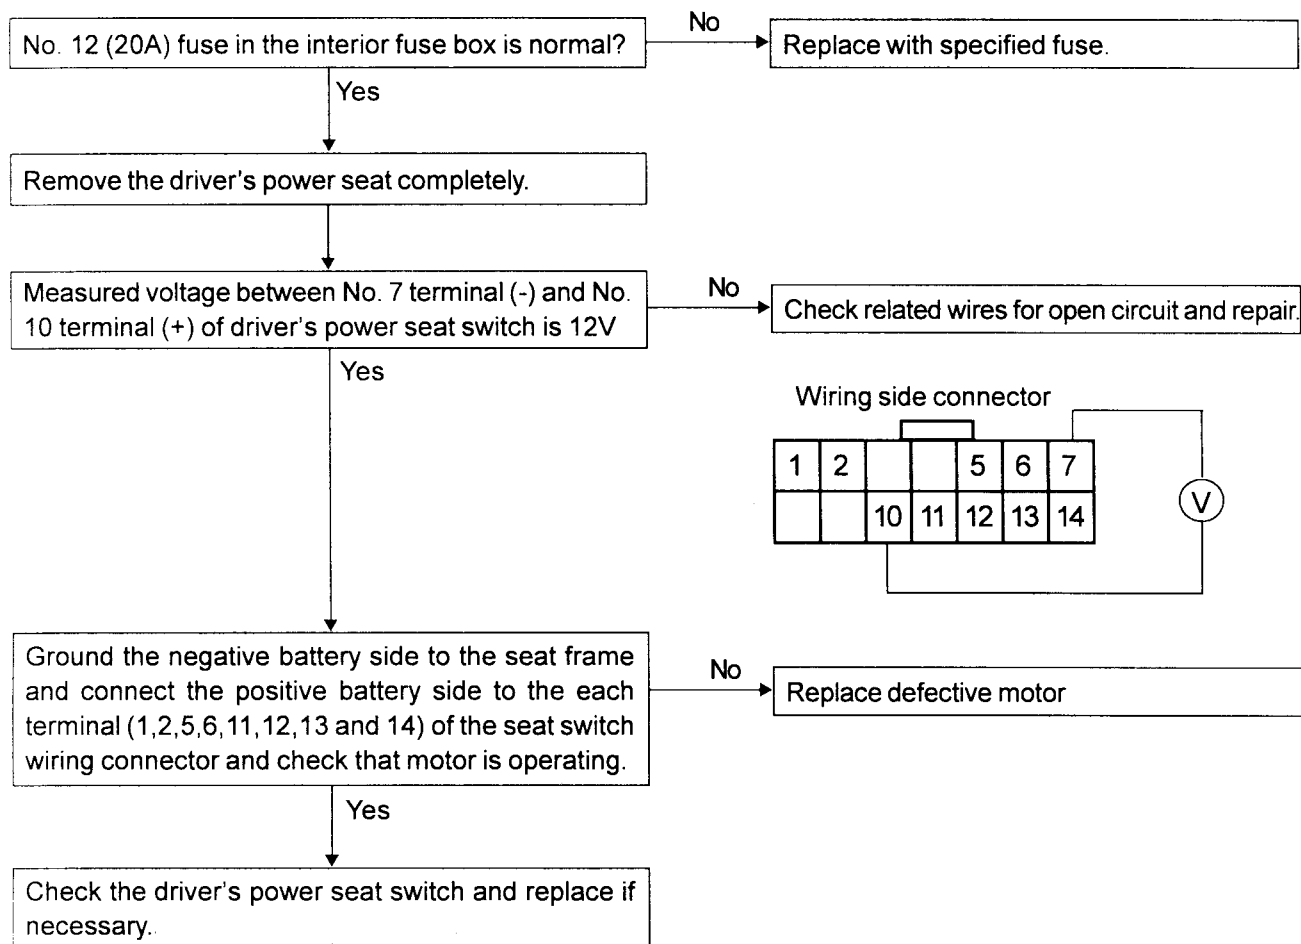 No. 12 (20A) fuse in the interior fuse box is normal?
No
Replace with specified fuse.
Yes
Remove the driver's power seat completely.
Measured voltage between No. 7 terminal (-) and No.
10 terminal (+) of driver's power seat switch is 12V
No
Check related wires for open circuit and repair.
Yes
Wiring side connector
1 2 5 6 7
10 11 12 13 14
V
Ground the negative battery side to the seat frame
and connect the positive battery side to the each
terminal (1,2,5,6,11,12,13 and 14) of the seat switch
wiring connector and check that motor is operating.
No
Replace defective motor
Yes
Check the driver's power seat switch and replace if
necessary.